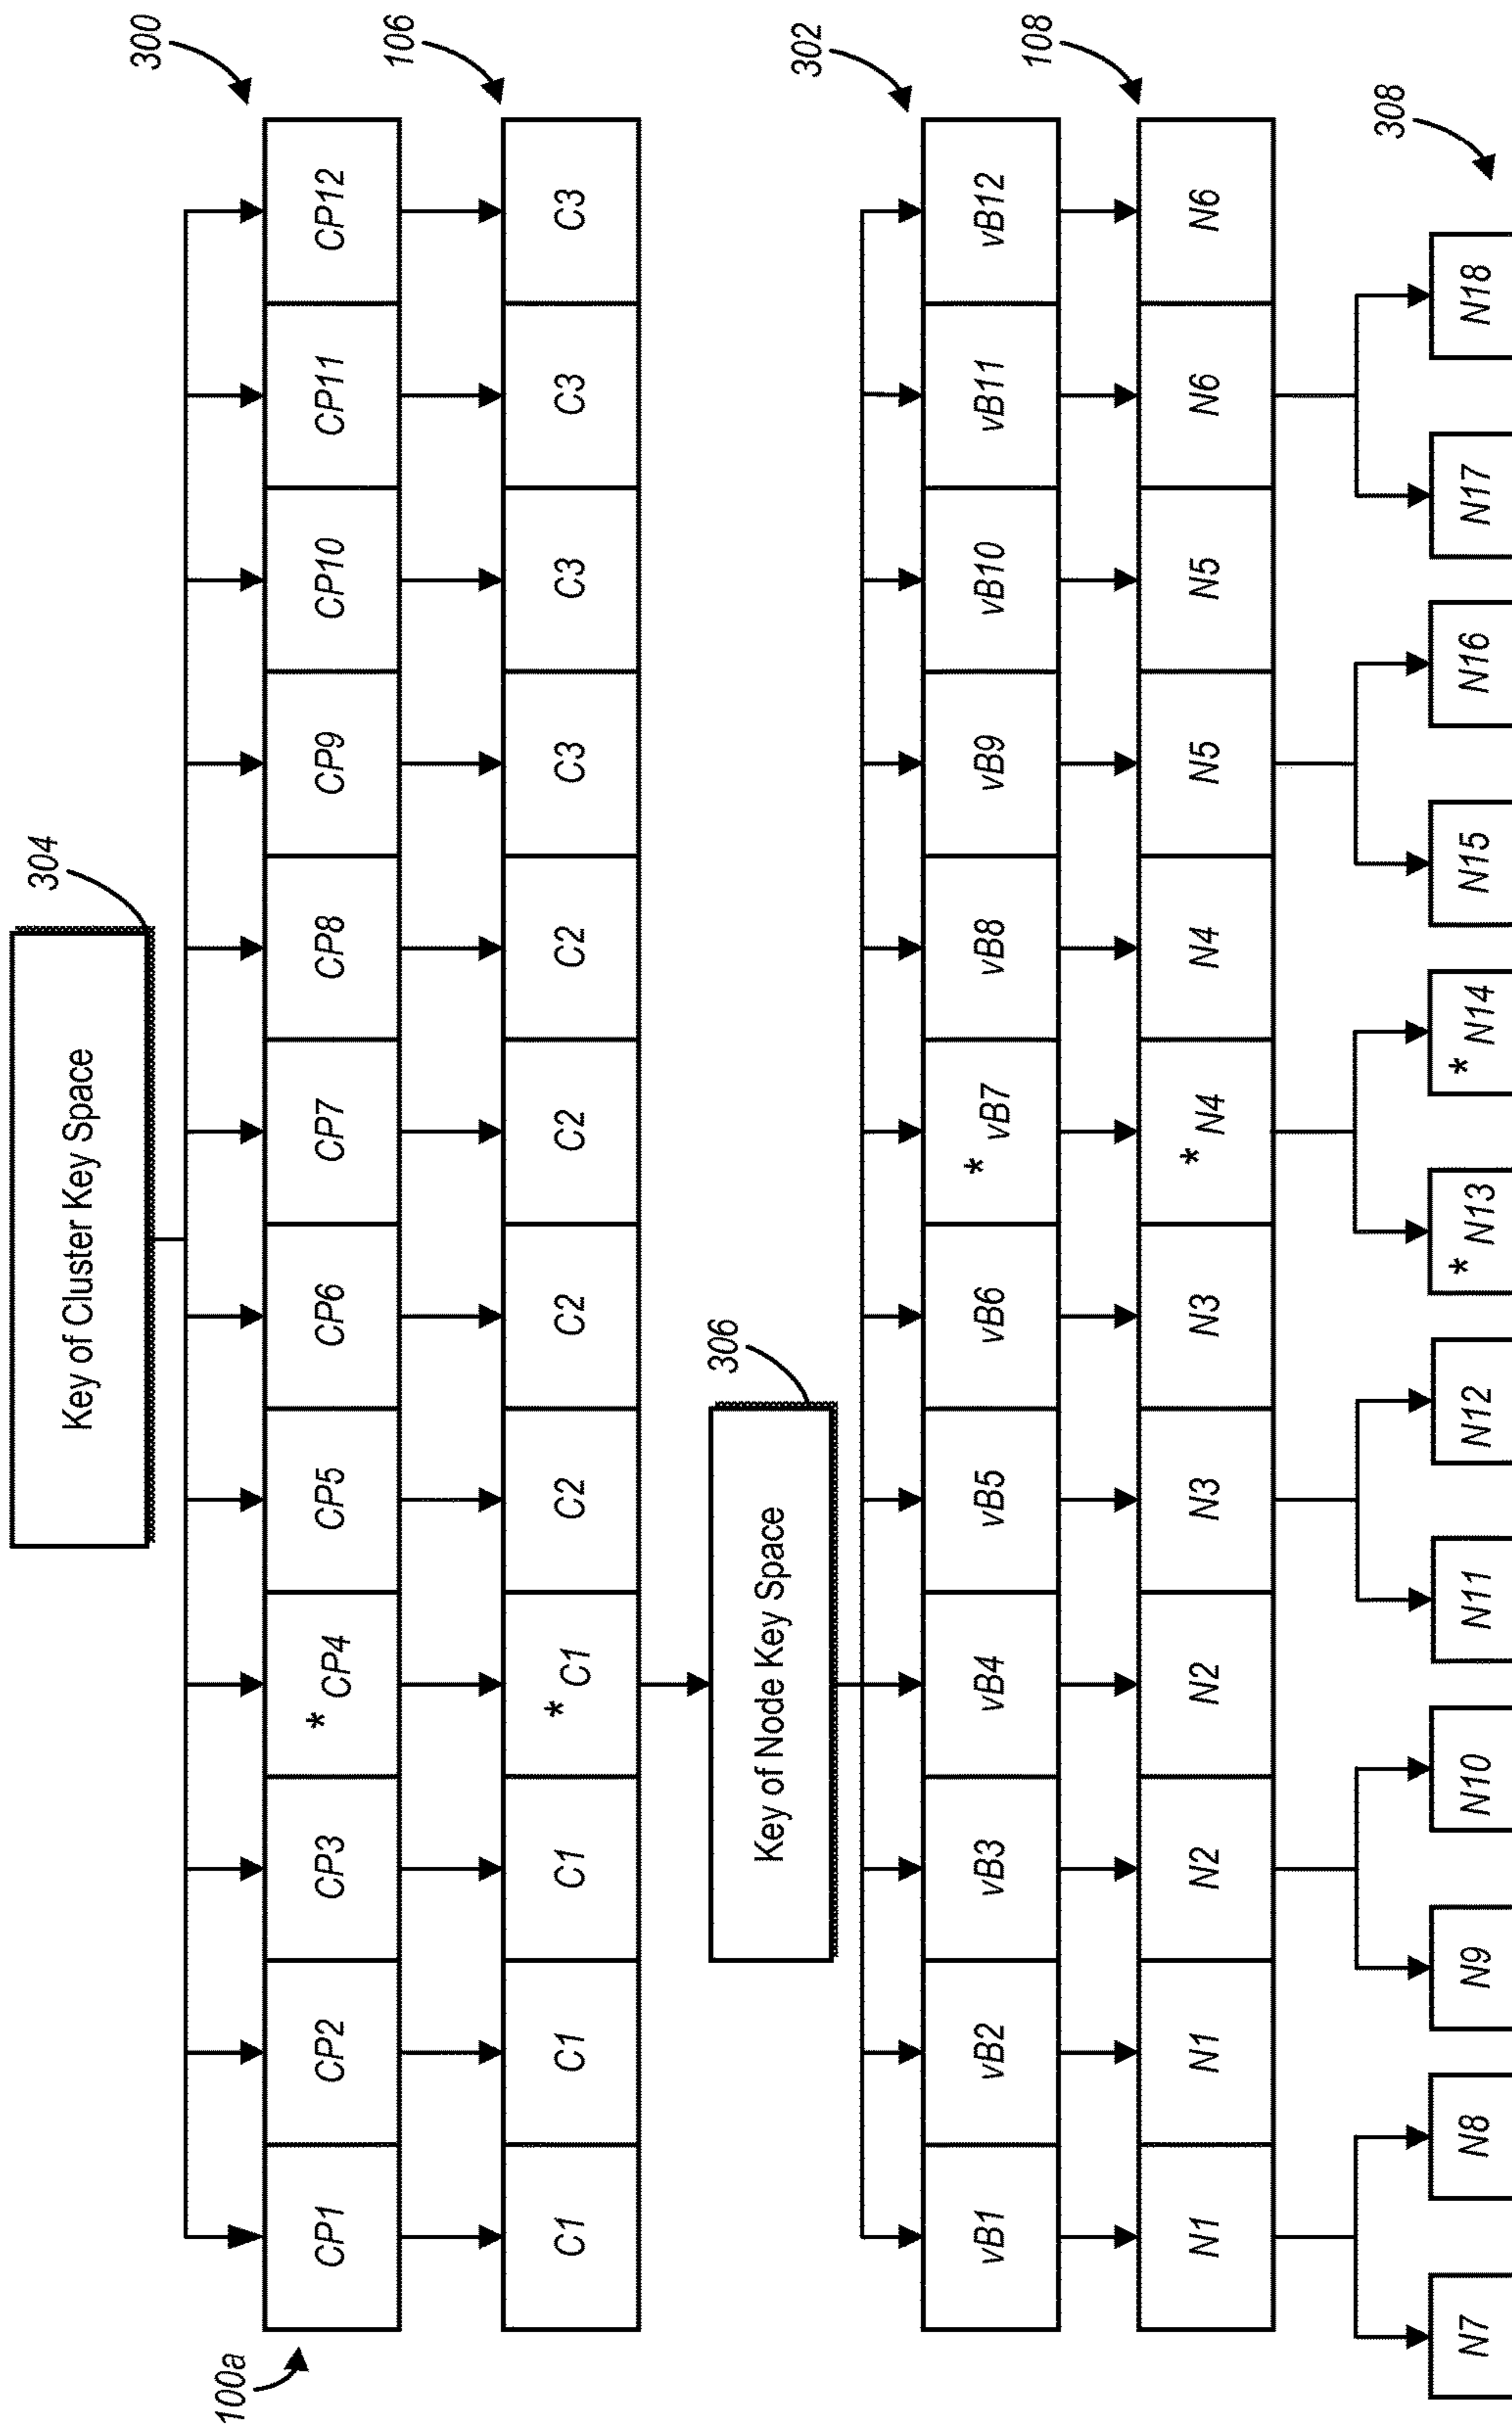 304
Key of Cluster Key Space
300
100a
CP1 CP2 CP3 * CP4 CP5 CP6 CP7 CP8 CP9 CP10 CP11 CP12
106
C1 C1 C1 * C1 C2 C2 C2 C2 C3 C3 C3 C3
306
Key of Node Key Space
302
vB1 vB2 vB3 vB4 vB5 vB6 * vB7 vB8 vB9 vB10 vB11 vB12
108
N1 N1 N2 N2 N3 N3 * N4 N4 N5 N5 N6 N6
308
N7 N8 N9 N10 N11 N12 * N13 * N14 N15 N16 N17 N18